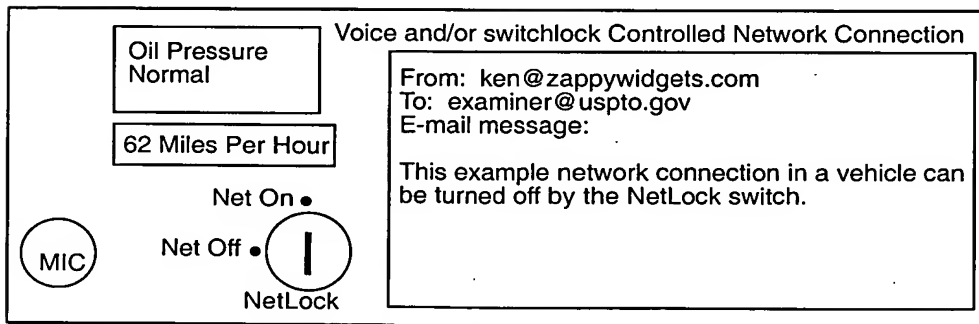 Voice and/or switchlock Controlled Network Connection
Oil Pressure
Normal
62 Miles Per Hour
Net On
Net Off
MIC
NetLock
From: ken@zappywidgets.com
To: examiner@uspto.gov
E-mail message:
This example network connection in a vehicle can
be turned off by the NetLock switch.